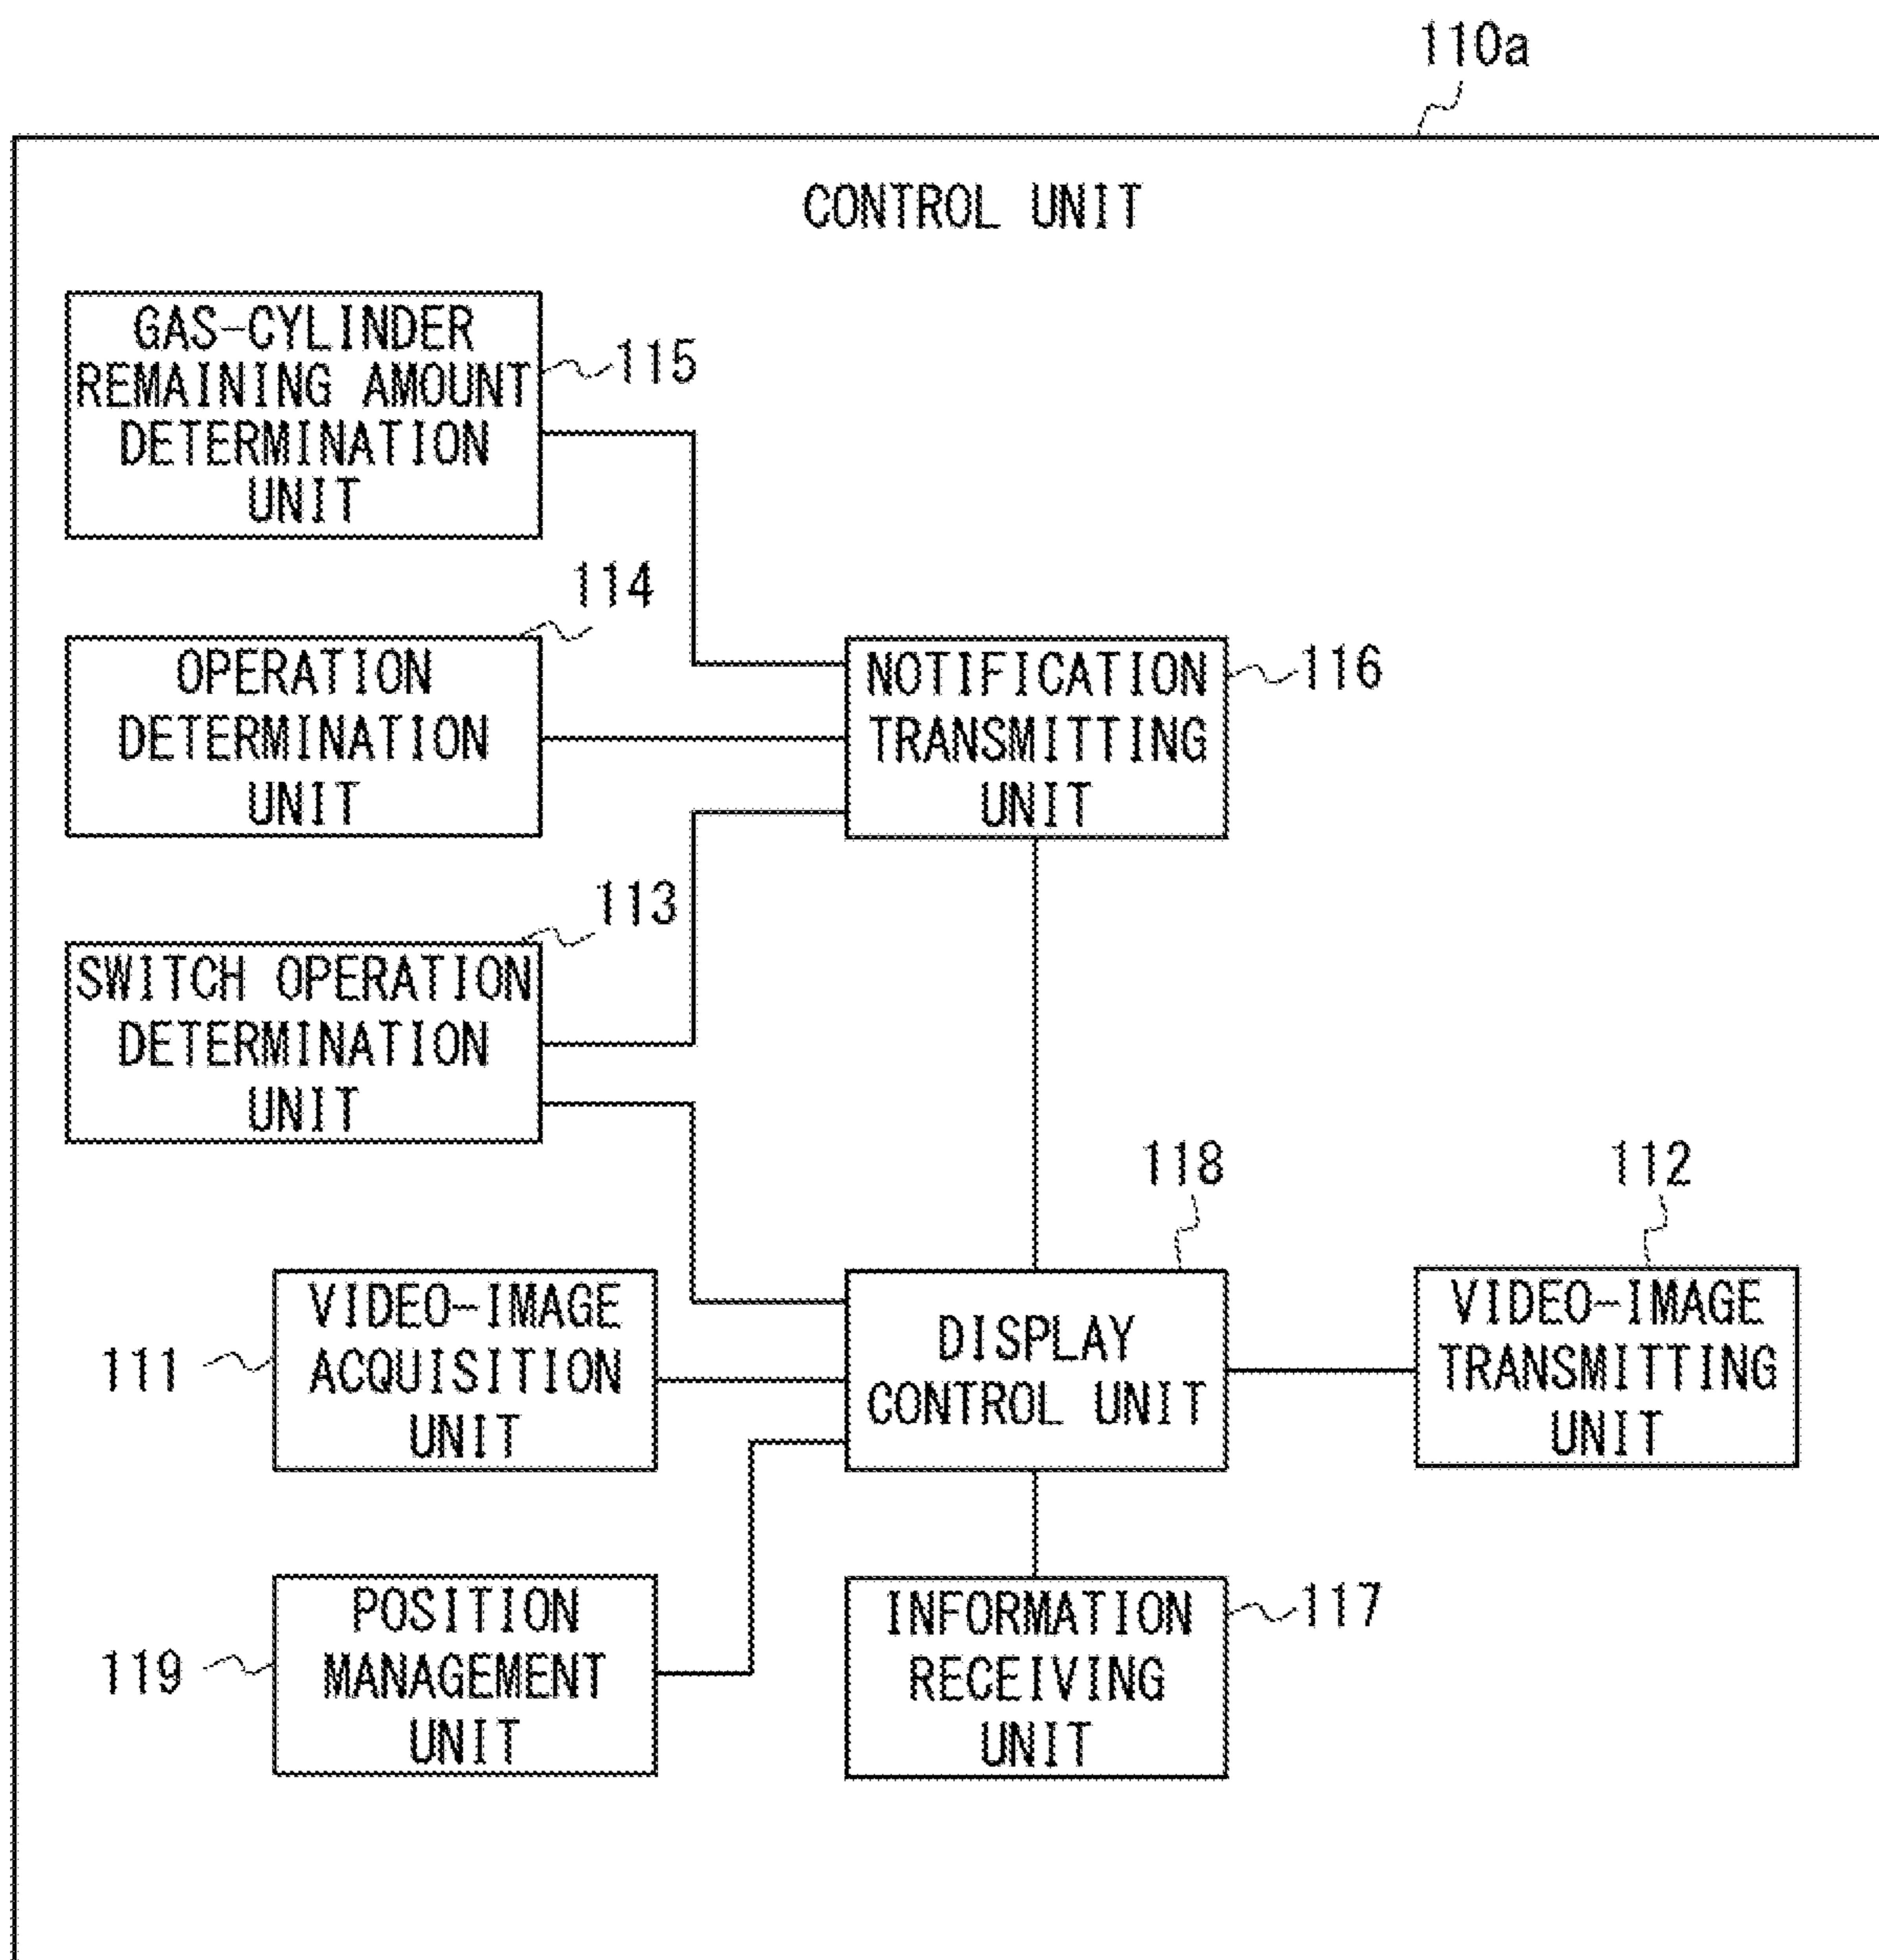 110a
CONTROL UNIT
GAS-CYLINDER
REMAINING AMOUNT
DETERMINATION
UNIT
115
114
OPERATION
DETERMINATION
UNIT
NOTIFICATION
TRANSMITTING
UNIT
116
113
SWITCH OPERATION
DETERMINATION
UNIT
118
112
111
VIDEO-IMAGE
ACQUISITION
UNIT
DISPLAY
CONTROL UNIT
VIDEO-IMAGE
TRANSMITTING
UNIT
119
POSITION
MANAGEMENT
UNIT
INFORMATION
RECEIVING
UNIT
117